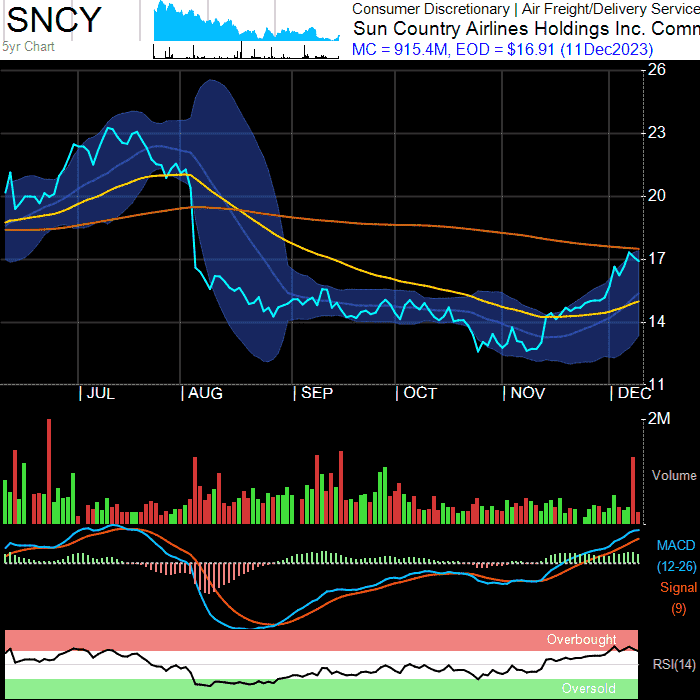 SNCY
5yr Chart
Consumer Discretionary | Air Freight/Delivery Service
Sun Country Airlines Holdings Inc. Comn
MC = 915.4M, EOD = $16.91 (11Dec2023)
26
23
20
17
14
11
| JUL | AUG | SEP | OCT | NOV | DEC
2M
Volume
MACD
(12-26)
Signal
(9)
Overbought
RSI(14)
Oversold